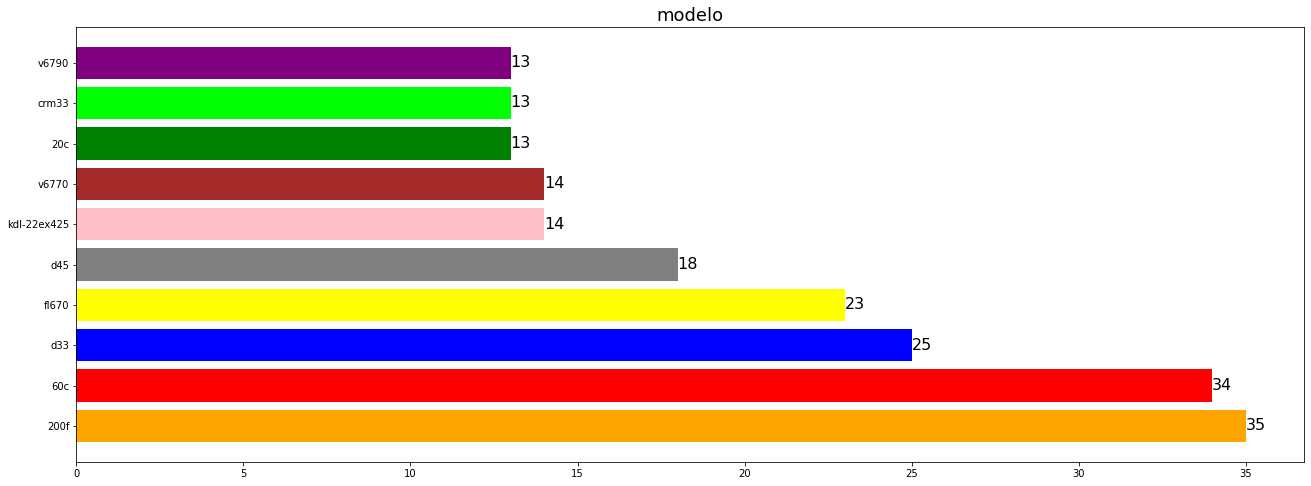 modelo
v6790 13
crm33 13
20c 13
v6770 14
kdl-22ex425 14
d45 18
fl670 23
d33 25
60c 34
200f 35
0 5 10 15 20 25 30 35